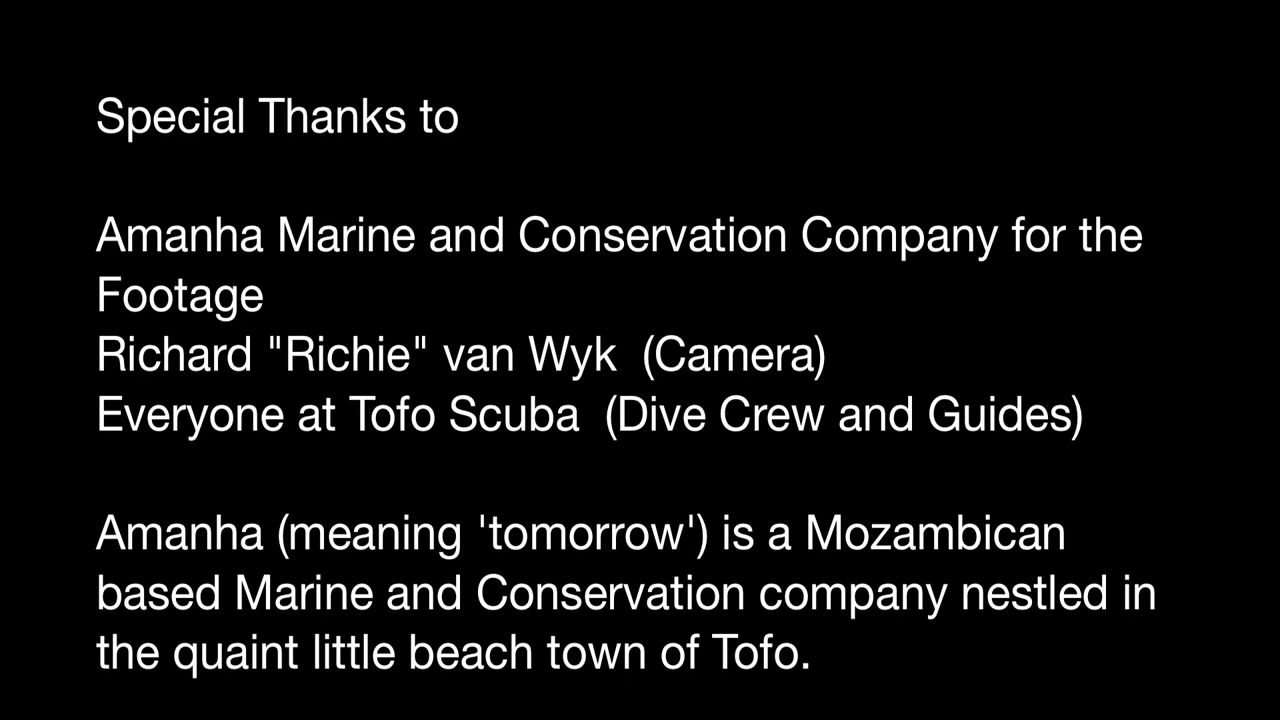 Special Thanks to
Amanha Marine and Conservation Company for the
Footage
Richard "Richie" van Wyk  (Camera)
Everyone at Tofo Scuba  (Dive Crew and Guides)
Amanha (meaning 'tomorrow') is a Mozambican
based Marine and Conservation company nestled in
the quaint little beach town of Tofo.